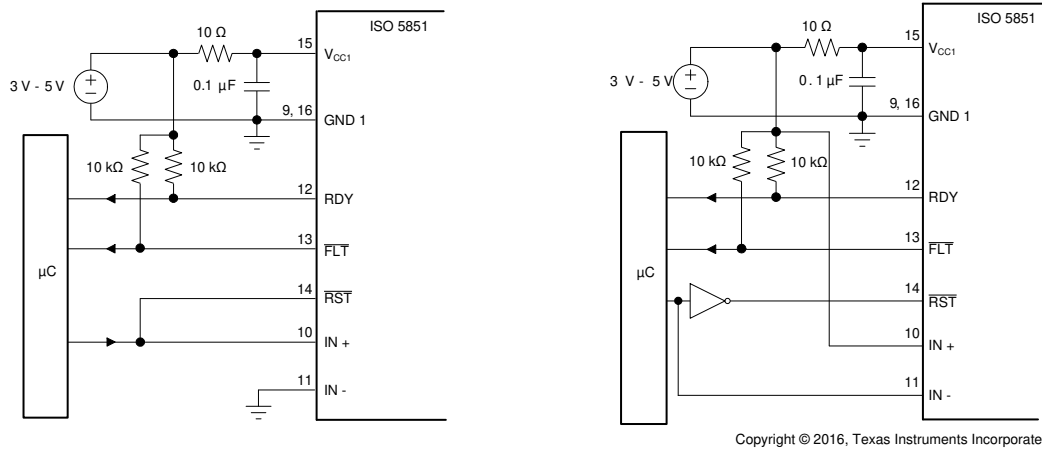 ISO 5851
15
10 Ω
V CC1
3 V - 5 V
0.1 µF
9, 16
GND 1
10 kΩ
10 kΩ
12
RDY
13
FLT
µC
14
RST
10
IN +
11
IN -
ISO 5851
15
10 Ω
V CC1
3 V - 5 V
0.1 µF
9, 16
GND 1
10 kΩ
10 kΩ
12
RDY
13
FLT
µC
14
RST
10
IN +
11
IN -
Copyright © 2016, Texas Instruments Incorporate